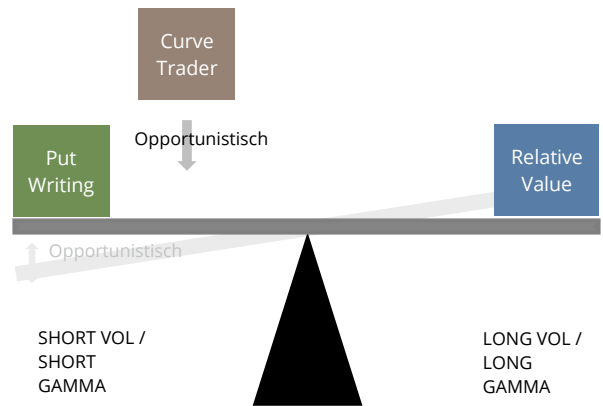 Curve
Trader
Opportunistisch
Put
Writing
Relative
Value
Opportunistisch
SHORT VOL /
SHORT
GAMMA
LONG VOL /
LONG
GAMMA